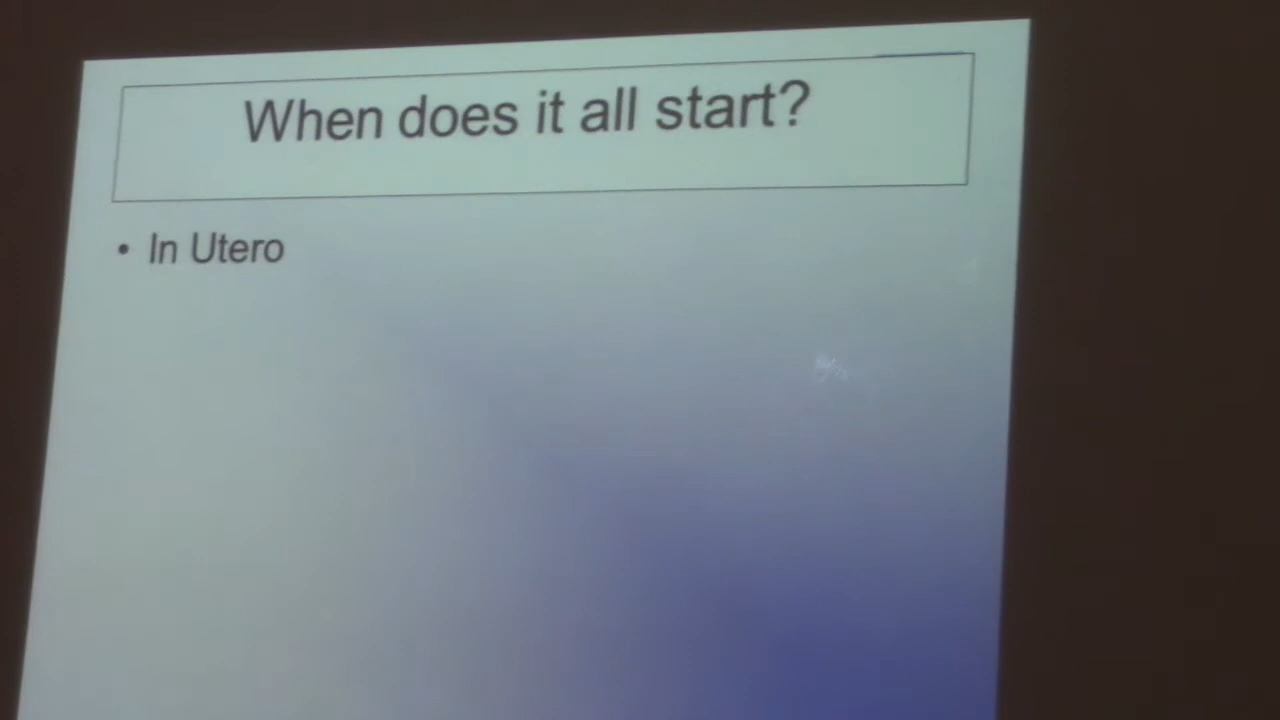 When does it all start?
• In Utero